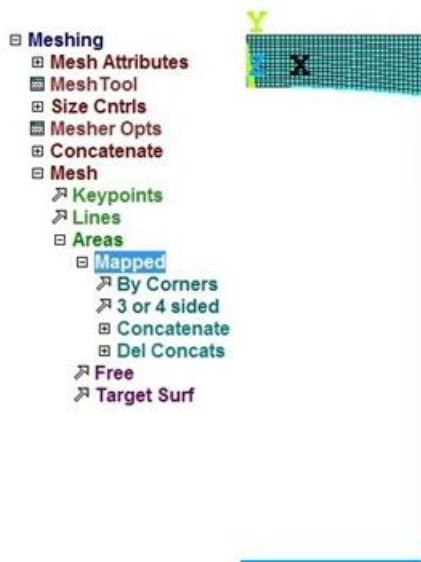 Y
Meshing
Z X
Mesh Attributes
MeshTool
Size Cntrls
Mesher Opts
Concatenate
Mesh
Keypoints
Lines
Areas
Mapped
By Corners
3 or 4 sided
Concatenate
Del Concats
Free
Target Surf